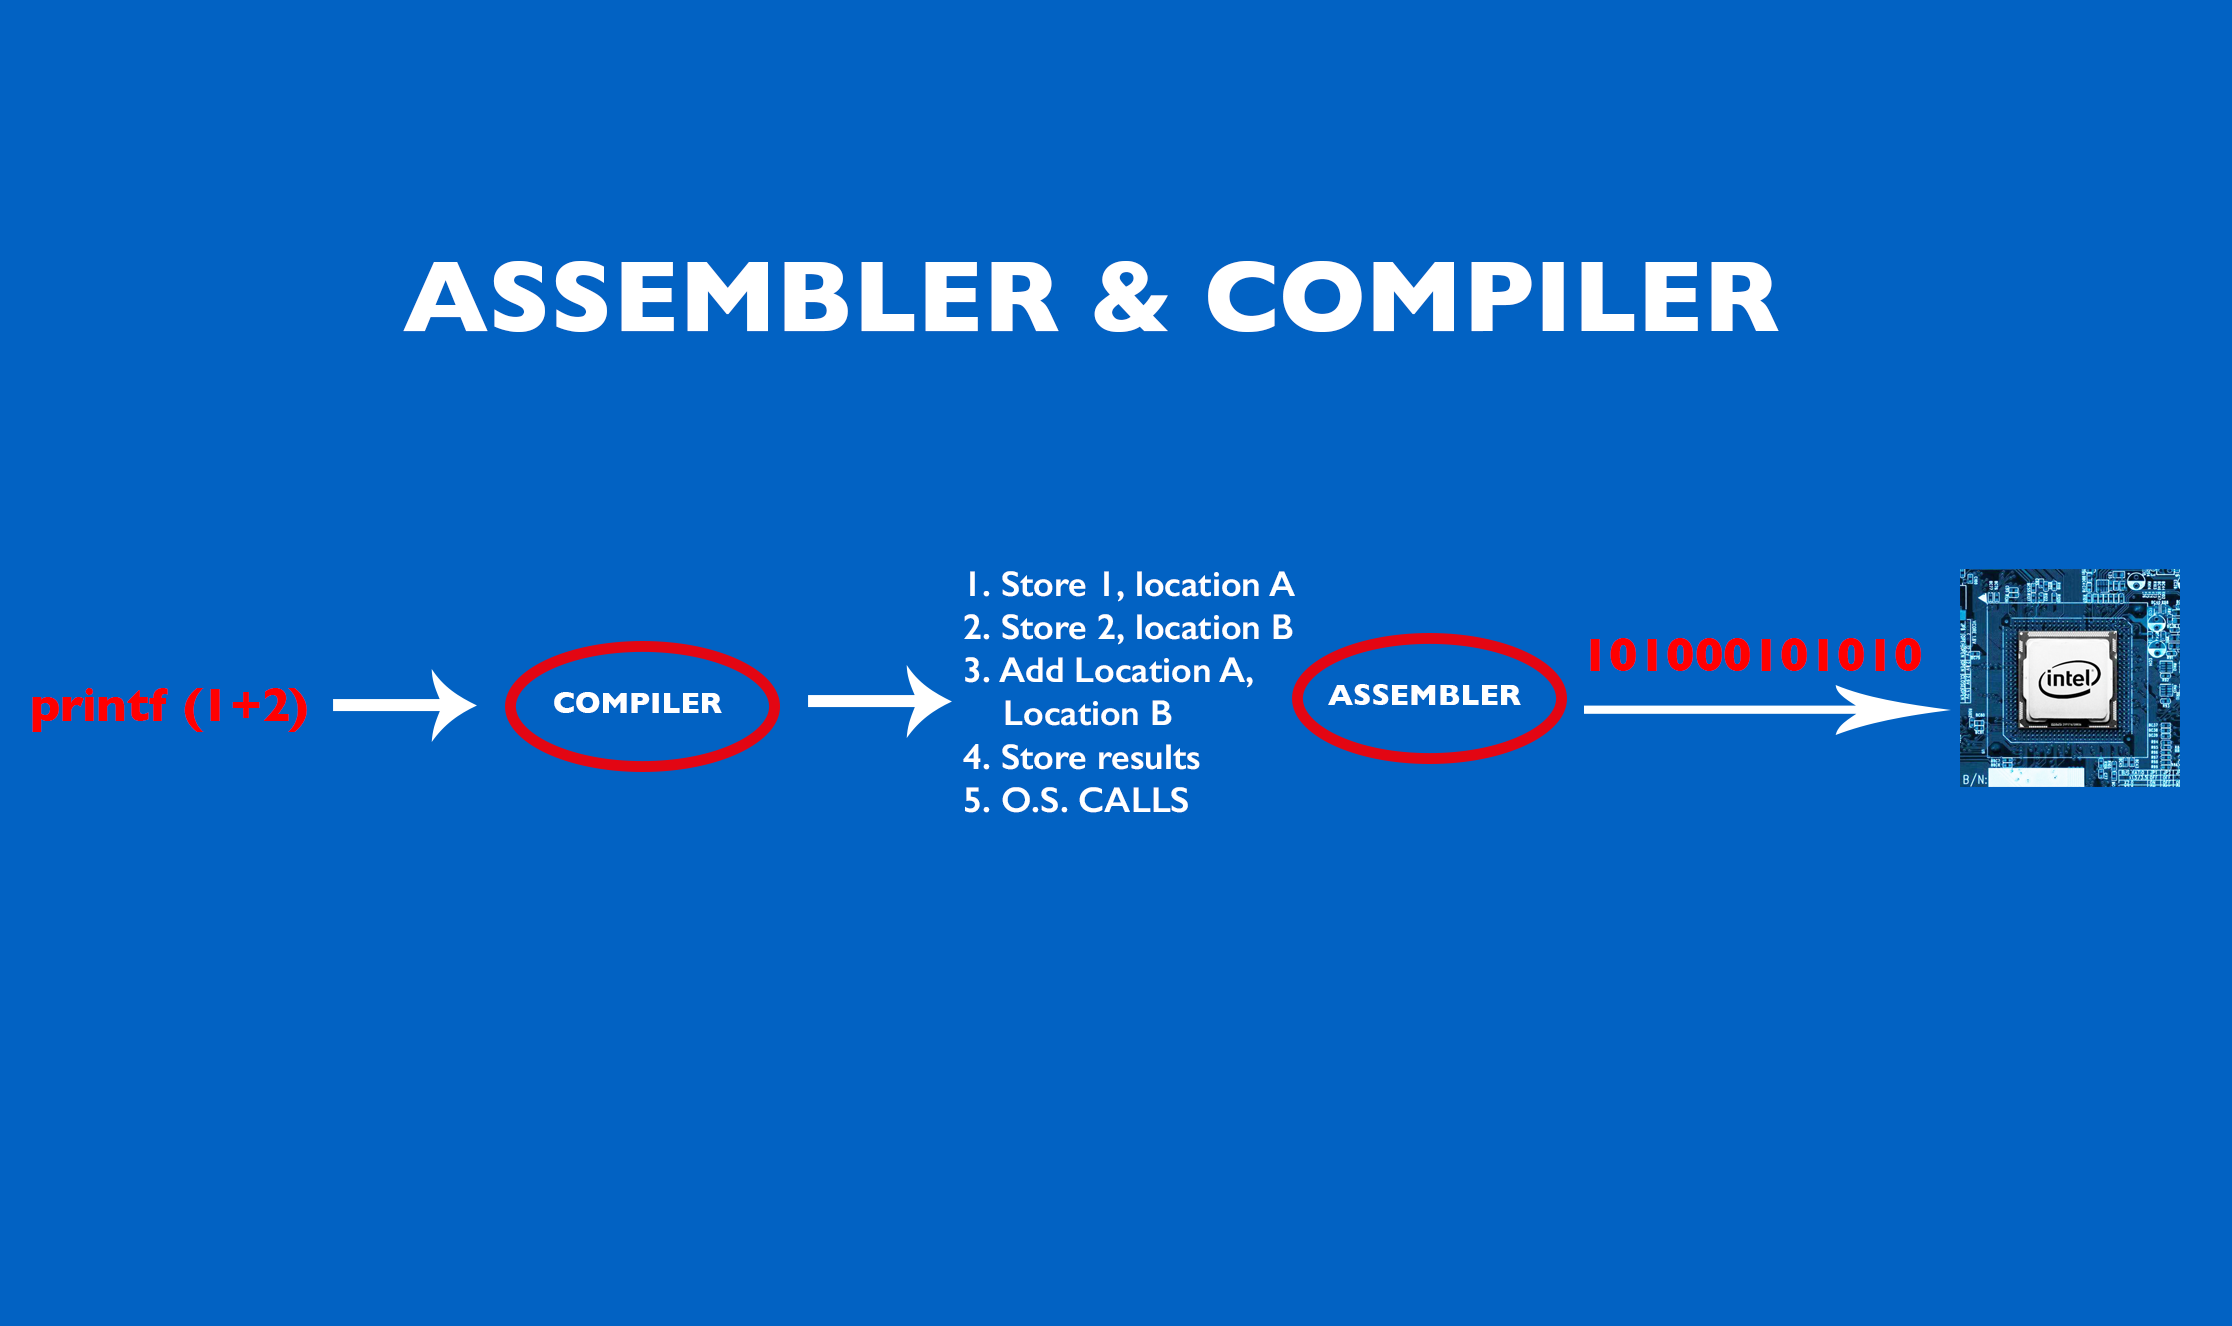 ASSEMBLER & COMPILER
printf (1+2)
COMPILER
1. Store 1, location A
2. Store 2, location B
3. Add Location A,
Location B
4. Store results
5. O.S. CALLS
ASSEMBLER
101000101010
intel
B/N: